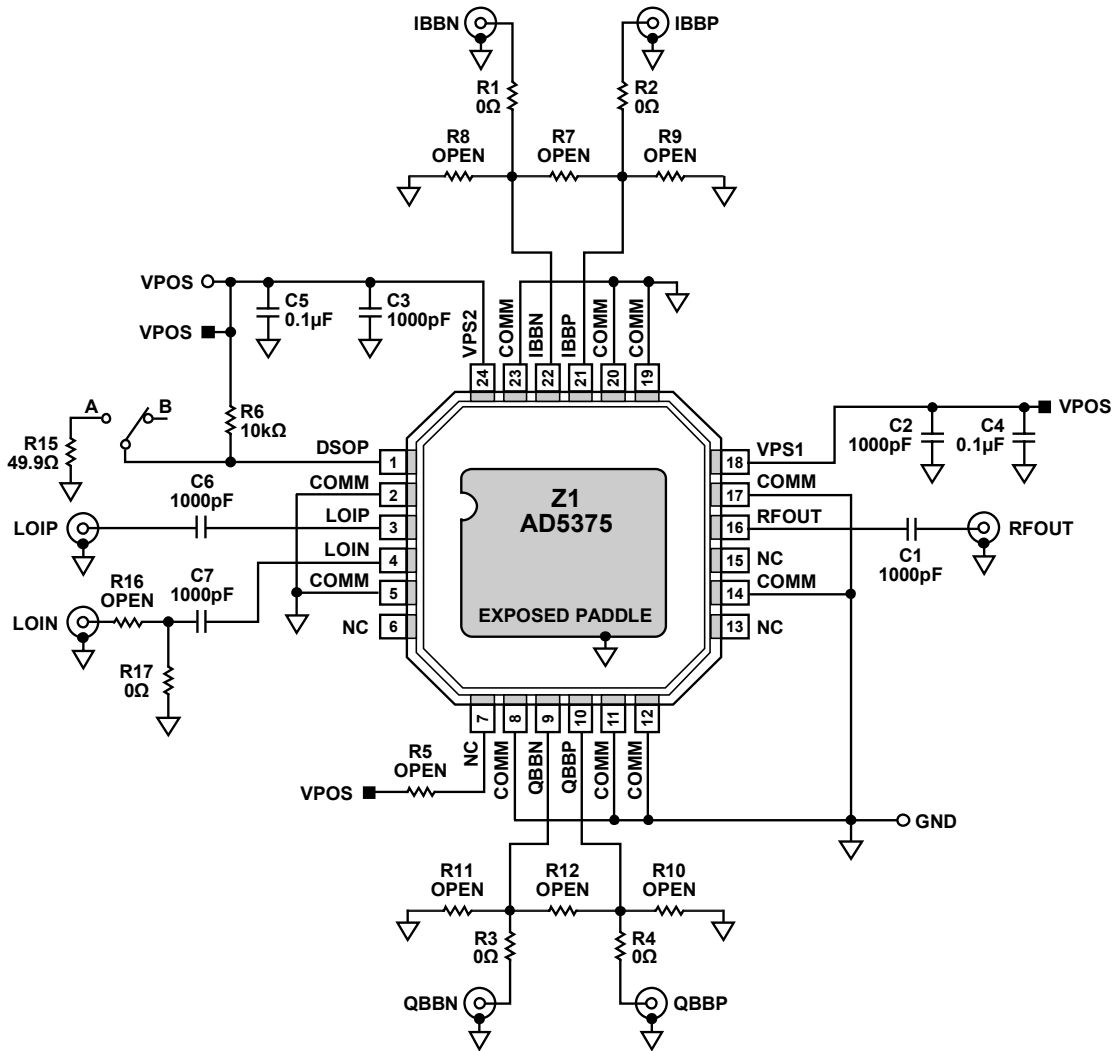 IBBN
IBBP
R1
0Ω
R2
0Ω
R8
OPEN
R7
OPEN
R9
OPEN
VPOS
VPOS
C5
0.1µF
C3
1000pF
VPS2
COMM
IBBN
IBBP
COMM
COMM
24
23
22
21
20
19
A
B
R6
10kΩ
R15
49.9Ω
DSOP
1
COMM
2
C6
1000pF
LOIP
LOIP
3
LOIN
4
C7
1000pF
R16
OPEN
COMM
5
LOIN
NC
6
R17
0Ω
Z1
AD5375
EXPOSED PADDLE
18
VPS1
C2
1000pF
C4
0.1µF
VPOS
17
COMM
16
RFOUT
C1
1000pF
RFOUT
15
NC
14
COMM
13
NC
7
8
9
10
11
12
NC
COMM
QBBN
QBBP
COMM
COMM
R5
OPEN
VPOS
GND
R11
OPEN
R12
OPEN
R10
OPEN
R3
0Ω
R4
0Ω
QBBN
QBBP